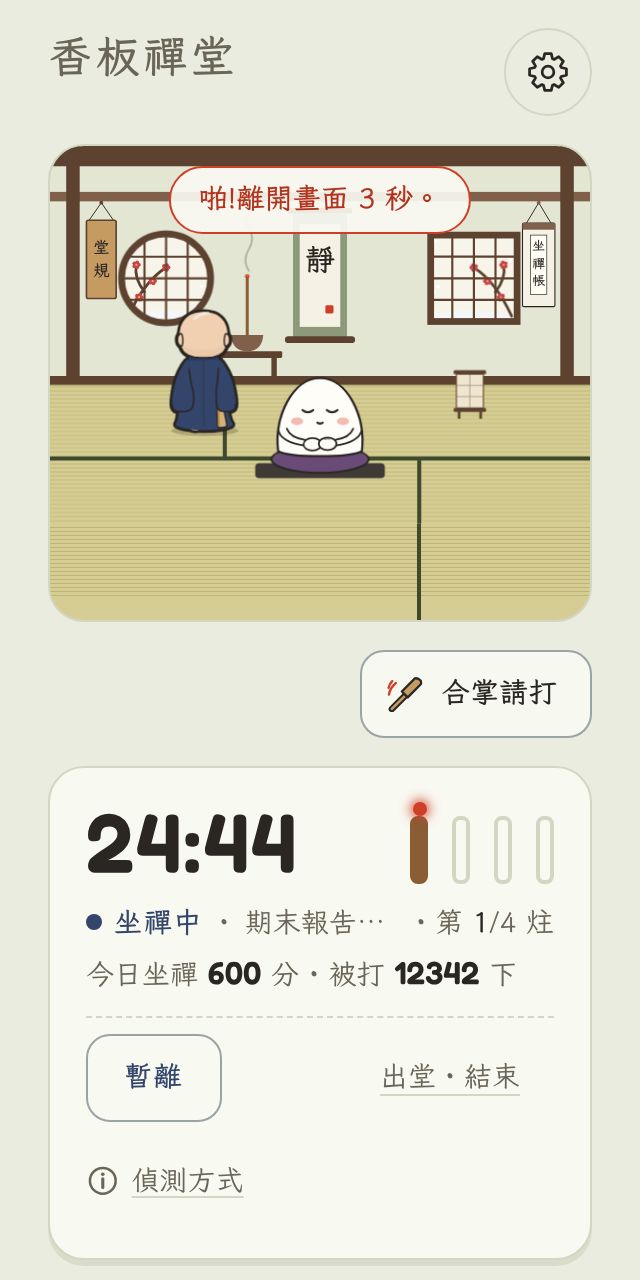 香板禪堂
啪!離開畫面 3 秒。
堂規
靜
坐禪帳
合掌請打
24:44
坐禪中 · 期末報告⋯ · 第 1/4 炷
今日坐禪 600 分 · 被打 12342 下
暫離
出堂 · 結束
偵測方式